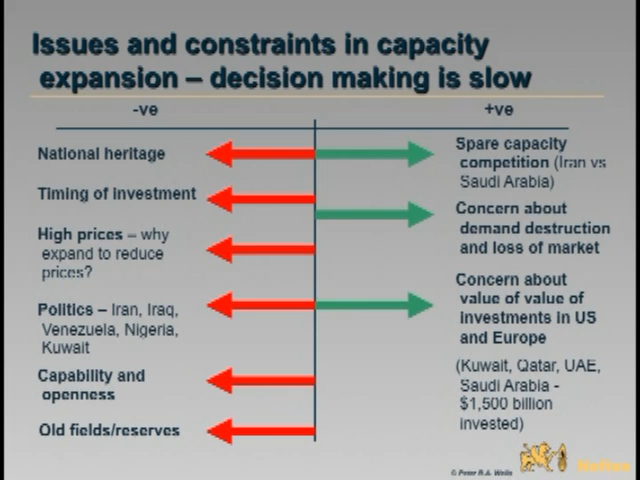 Issues and constraints in capacity
expansion – decision making is slow
-ve
+ve
National heritage
Timing of investment
High prices – why
expand to reduce
prices?
Politics – Iran, Iraq,
Venezuela, Nigeria,
Kuwait
Capability and
openness
Old fields/reserves
Spare capacity
competition (Iran vs
Saudi Arabia)
Concern about
demand destruction
and loss of market
Concern about
value of value of
investments in US
and Europe
(Kuwait, Qatar, UAE,
Saudi Arabia -
$1,500 billion
invested)
© Peter R.A. Wells